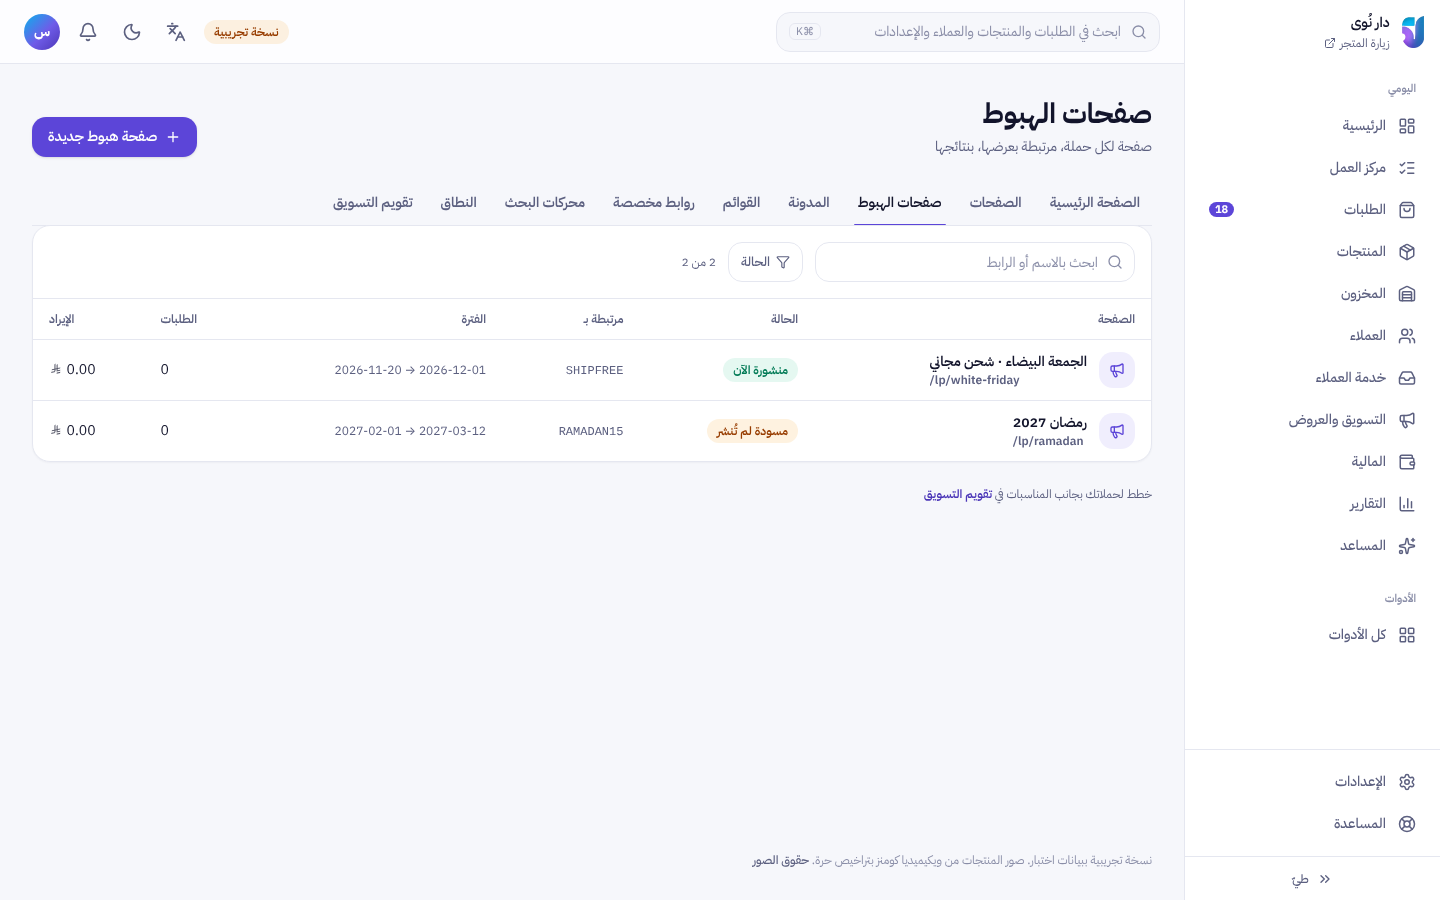 دار نُوى
زيارة المتجر
اليومي
الرئيسية
مركز العمل
الطلبات
18
المنتجات
المخزون
العملاء
خدمة العملاء
التسويق والعروض
المالية
التقارير
المساعد
الأدوات
كل الأدوات
الإعدادات
المساعدة
طيّ
ابحث في الطلبات والمنتجات والعملاء والإعدادات
⌘K
نسخة تجريبية
س
صفحات الهبوط
صفحة لكل حملة، مرتبطة بعرضها، بنتائجها
صفحة هبوط جديدة
الصفحة الرئيسية
الصفحات
صفحات الهبوط
المدونة
القوائم
روابط مخصصة
محركات البحث
النطاق
تقويم التسويق
ابحث بالاسم أو الرابط
الحالة
2 من 2
الصفحة
الحالة
مرتبطة بـ
الفترة
الطلبات
الإيراد
الجمعة البيضاء · شحن مجاني
/lp/white-friday
منشورة الآن
SHIPFREE
2026-11-20 → 2026-12-01
0
0.00
رمضان 2027
/lp/ramadan
مسودة لم تُنشر
RAMADAN15
2027-02-01 → 2027-03-12
0
0.00
خطط لحملاتك بجانب المناسبات في تقويم التسويق
نسخة تجريبية ببيانات اختبار. صور المنتجات من ويكيميديا كومنز بتراخيص حرة. حقوق الصور